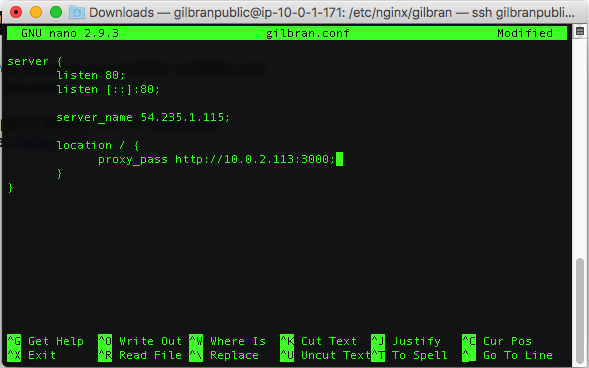 Downloads — gilbranpublic@ip-10-0-1-171: /etc/nginx/gilbran — ssh gilbranpubli...
GNU nano 2.9.3 gilbran.conf Modified
server {
listen 80;
listen [::]:80;
server_name 54.235.1.115;
location / {
proxy_pass http://10.0.2.113:3000;
}
}
^G Get Help ^O Write Out ^W Where Is ^K Cut Text ^J Justify ^C Cur Pos
^X Exit ^R Read File ^\ Replace ^U Uncut Text ^T To Spell ^_ Go To Line